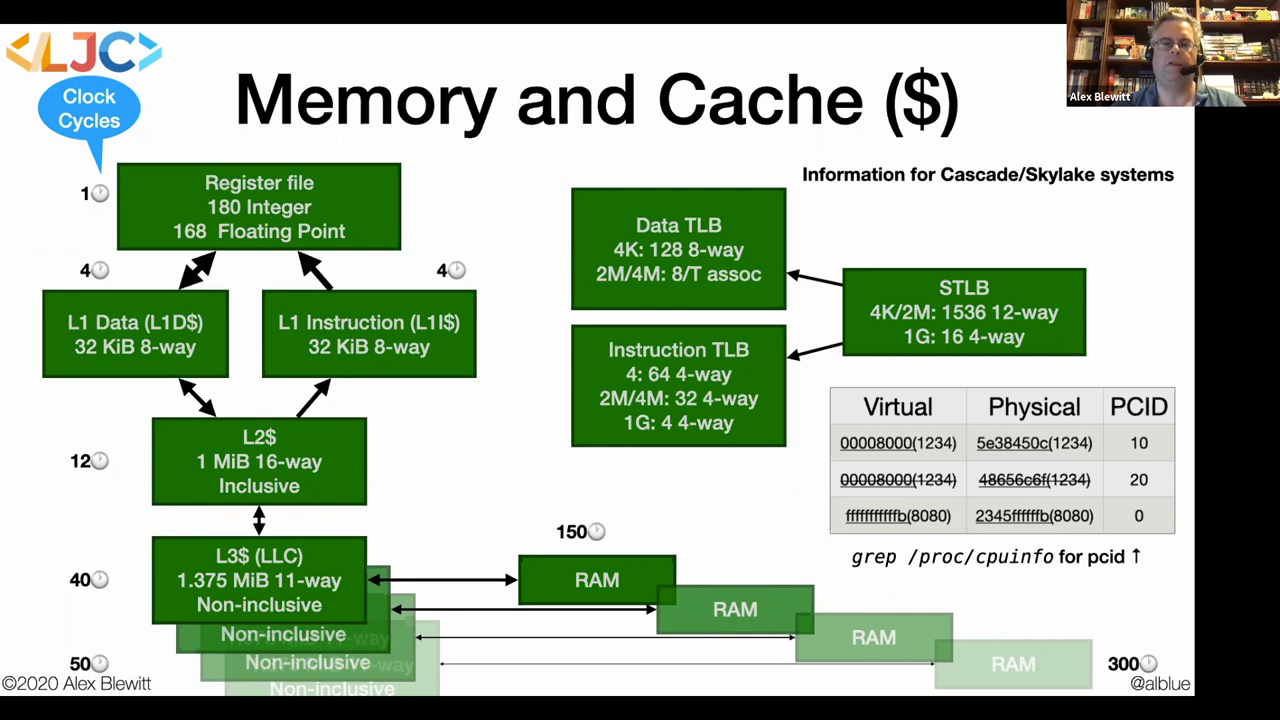 <LJC>
Alex Blewitt
Clock
Cycles
Memory and Cache ($)
Information for Cascade/Skylake systems
1
Register file
180 Integer
168 Floating Point
4
4
L1 Data (L1D$)
32 KiB 8-way
L1 Instruction (L1I$)
32 KiB 8-way
12
L2$
1 MiB 16-way
Inclusive
40
L3$ (LLC)
1.375 MiB 11-way
Non-inclusive
Non-inclusive
Non-inclusive
Non-inclusive
50
Data TLB
4K: 128 8-way
2M/4M: 8/T assoc
Instruction TLB
4: 64 4-way
2M/4M: 32 4-way
1G: 4 4-way
STLB
4K/2M: 1536 12-way
1G: 16 4-way
Virtual Physical PCID
00008000(1234) 5e38450c(1234) 10
00008000(1234) 48656c6f(1234) 20
fffffffffffb(8080) 2345ffffffb(8080) 0
grep /proc/cpuinfo for pcid ↑
150
RAM
RAM
RAM
RAM
300
©2020 Alex Blewitt
@alblue